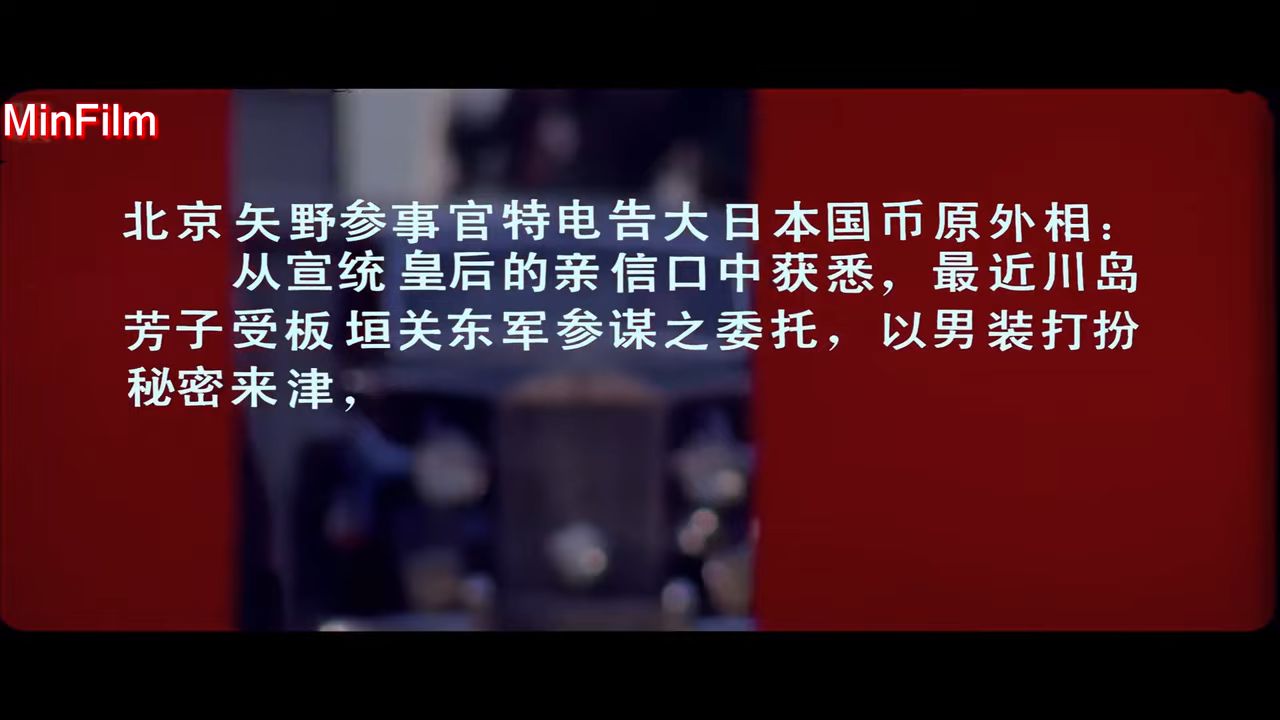 MinFilm
北京矢野参事官特电告大日本国币原外相：
从宣统皇后的亲信口中获悉，最近川岛
芳子受板垣关东军参谋之委托，以男装打扮
秘密来津，